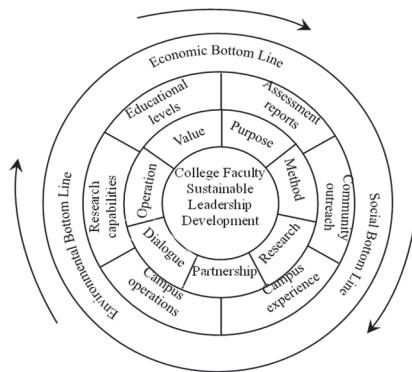 Economic Bottom Line
Educational
levels
Assessment
reports
Value
Purpose
Environmental Bottom Line
Research
capabilities
Operation
College Faculty
Sustainable
Leadership
Development
Method
Community
outreach
Social Bottom Line
Dialogue
Research
Partnership
Campus
operations
Campus
experience